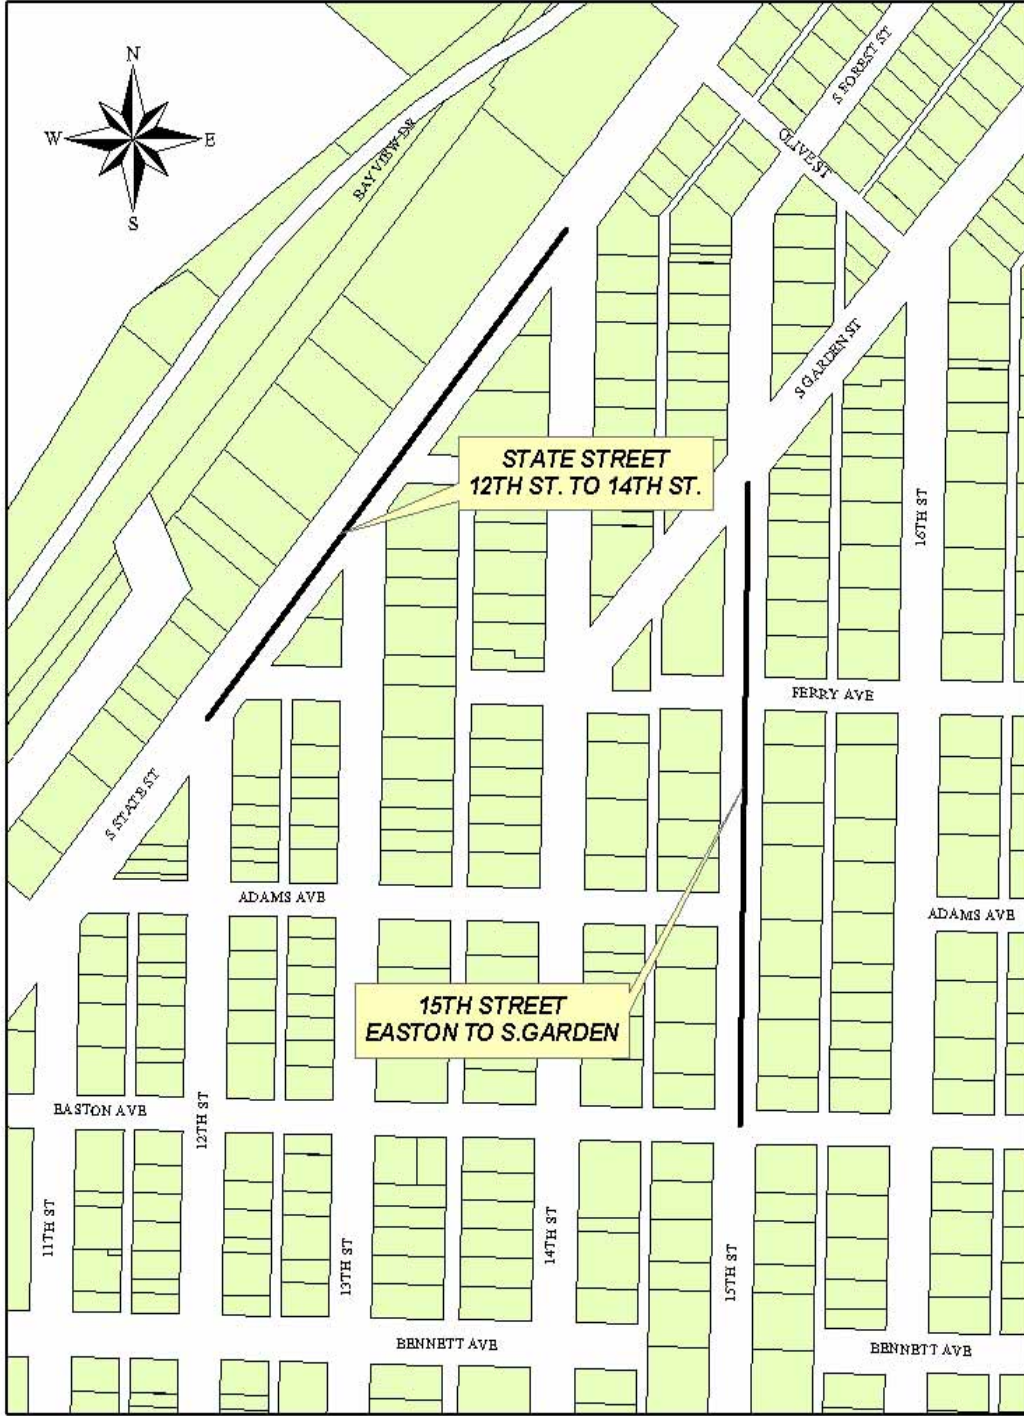 N
W
E
S
BAYVIEW DR
S FOREST ST
OLIVE ST
S GARDEN ST
STATE STREET
12TH ST. TO 14TH ST.
16TH ST
FERRY AVE
S STATE ST
ADAMS AVE
ADAMS AVE
15TH STREET
EASTON TO S.GARDEN
EASTON AVE
12TH ST
11TH ST
13TH ST
14TH ST
15TH ST
BENNETT AVE
BENNETT AVE